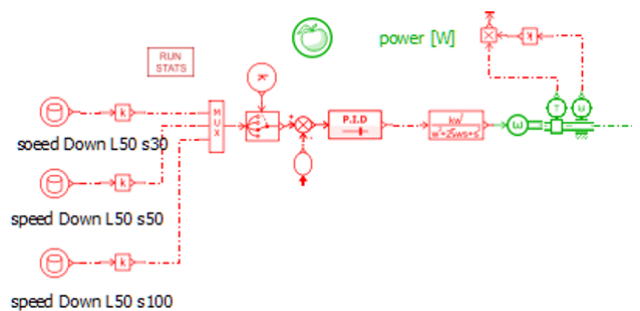 power [W]
RUN
STATS
k
MUX
soeed Down L50 s30
P.I.D
T
ω
k
speed Down L50 s50
k
speed Down L50 s100